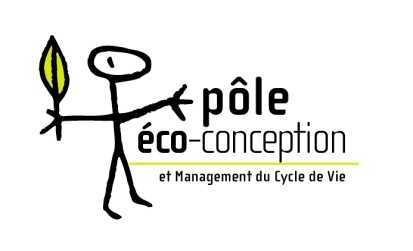 pôle
éco-conception
et Management du Cycle de Vie